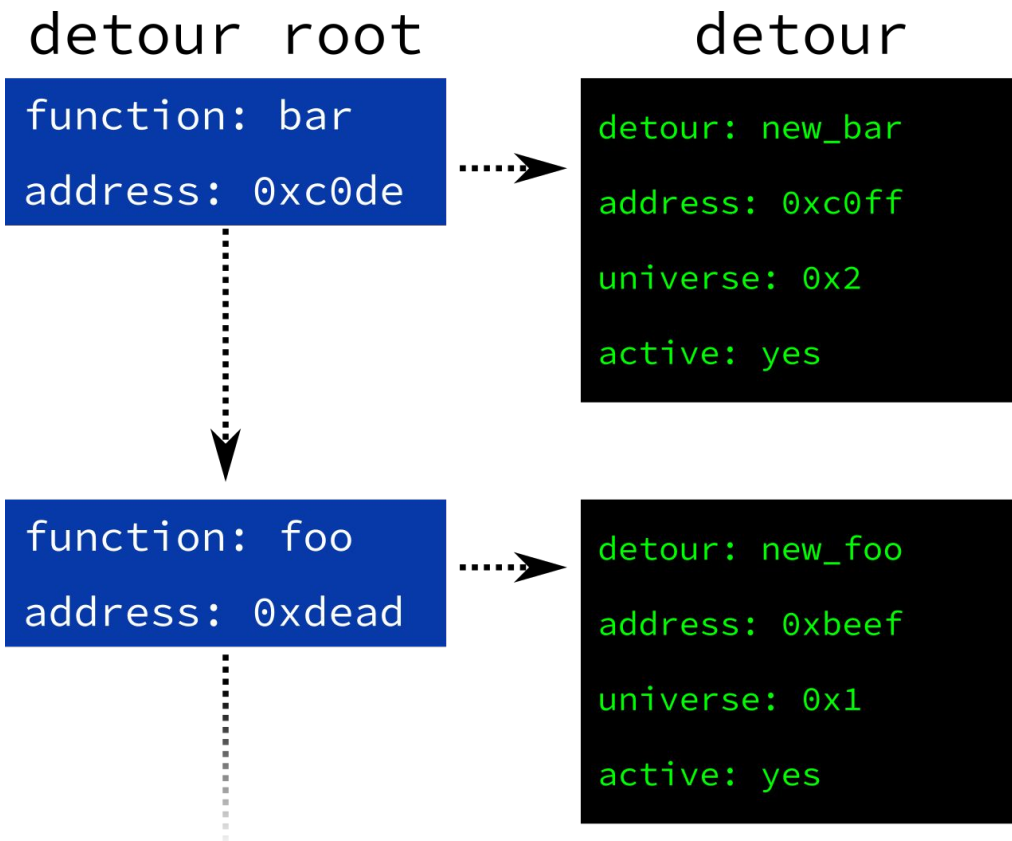 detour root
detour
function: bar
address: 0xc0de
detour: new_bar
address: 0xc0ff
universe: 0x2
active: yes
function: foo
address: 0xdead
detour: new_foo
address: 0xbeef
universe: 0x1
active: yes